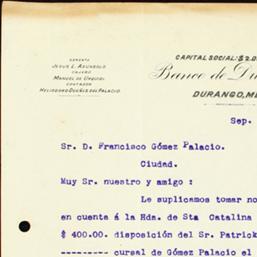 GERENTE
JESUS L. ASUNSOLO
CAJERO
MANUEL DE URQUIDI
CONTADOR
HELIODORO DUEÑES DEL PALACIO
CAPITAL SOCIAL: $2.0
Banco de Du
DURANGO, ME
Sep.
Sr. D. Francisco Gómez Palacio.
Ciudad.
Muy Sr. nuestro y amigo :
Le suplicamos tomar no
en cuenta á la Hda. de Sta Catalina
$ 400.00. disposición del Sr. Patrick
--------- cursal de Gómez Palacio el